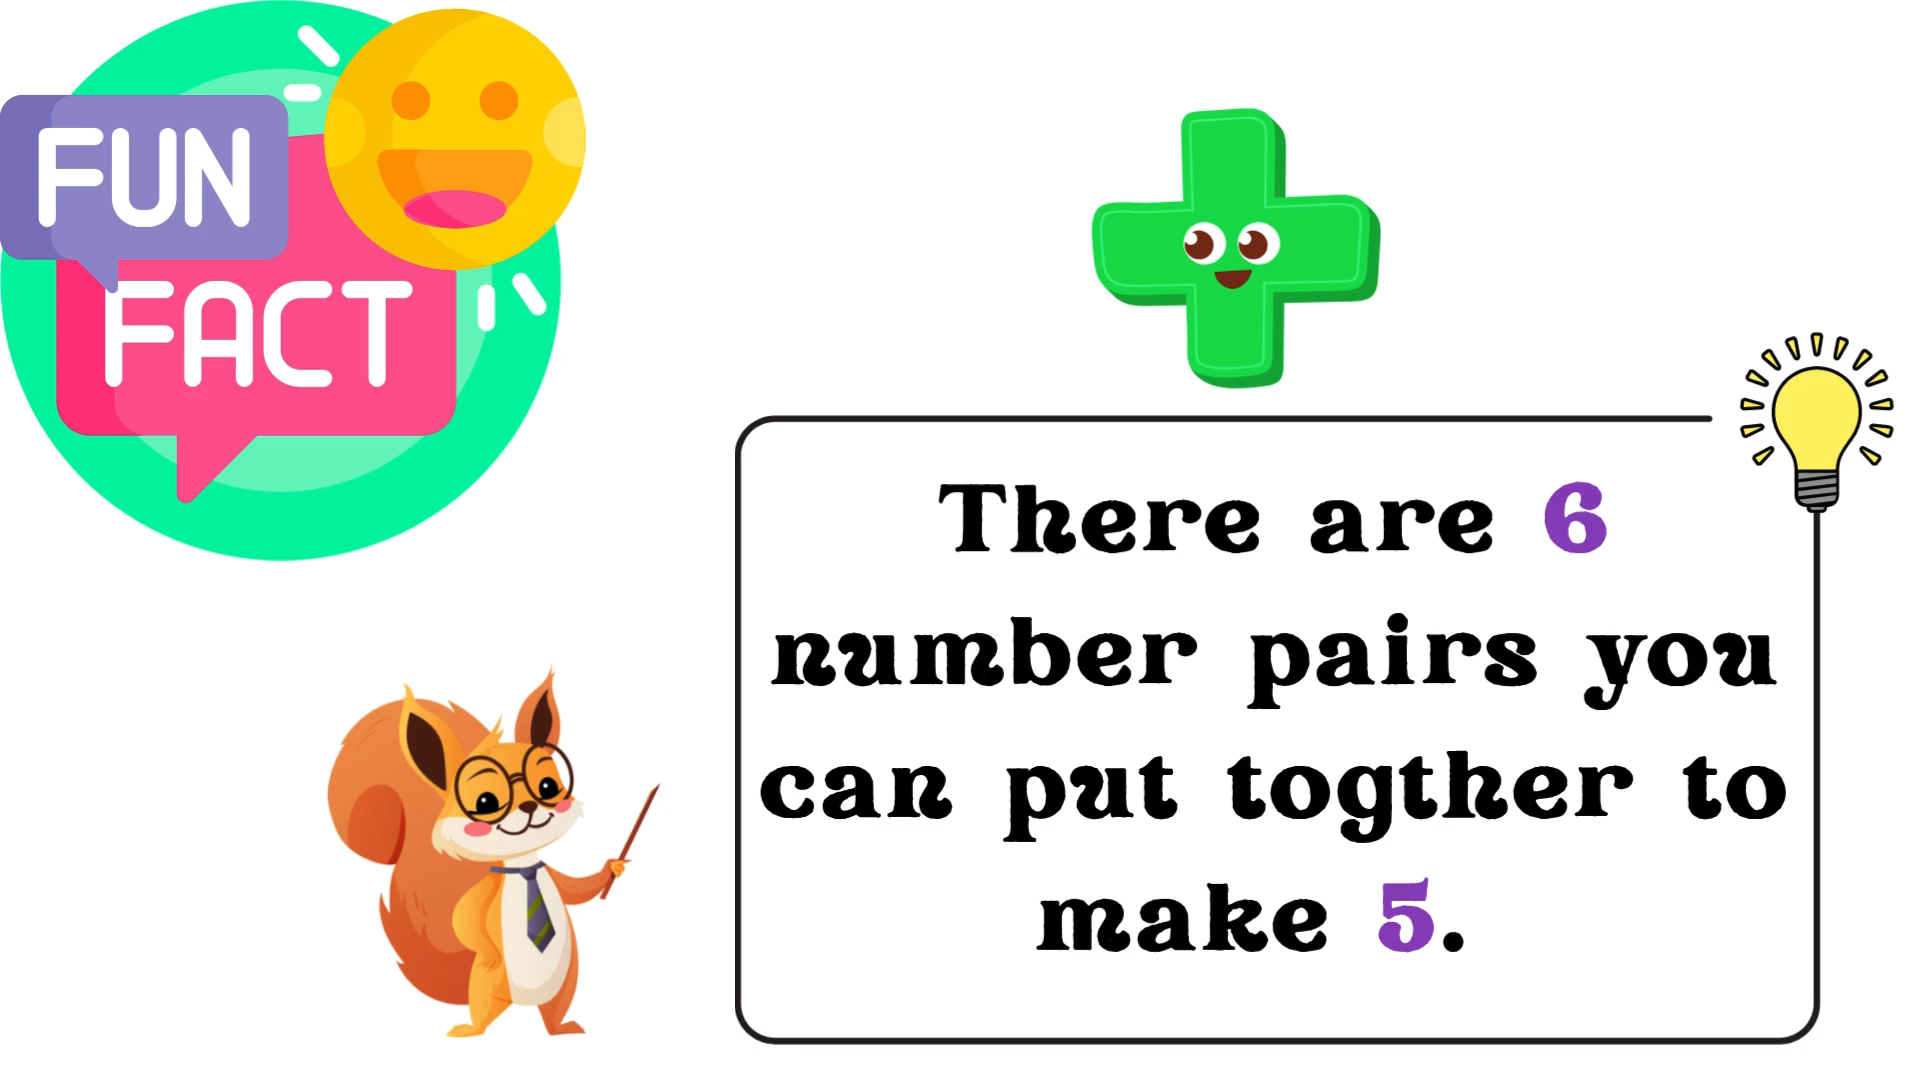 FUN
FACT
There are 6
number pairs you
can put togther to
make 5.